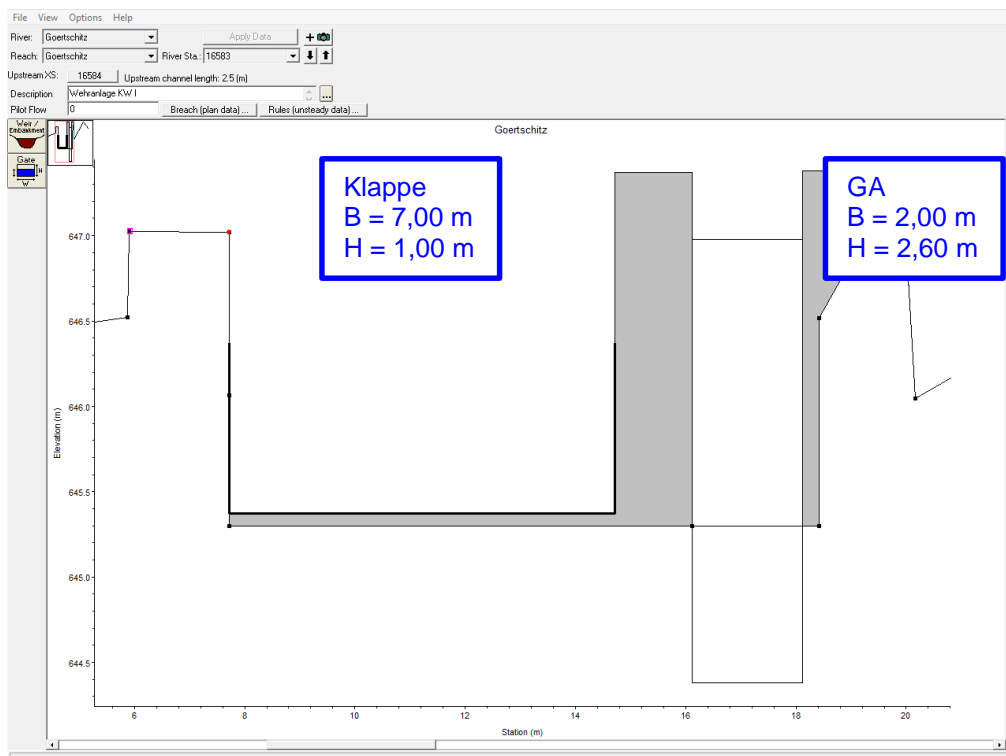 File View Options Help
River: Goertschitz Apply Data
Reach: Goertschitz River Sta.: 16583
Upstream XS: 16584 Upstream channel length: 2.5 (m)
Description Wehranlage KW I ...
Pilot Flow 0 Breach (plan data) ... Rules (unsteady data) ...
Weir /
Embankment
Gate
H
W
Goertschitz
Klappe
B = 7,00 m
H = 1,00 m
GA
B = 2,00 m
H = 2,60 m
647.0
646.5
646.0
645.5
645.0
644.5
Elevation (m)
6 8 10 12 14 16 18 20
Station (m)